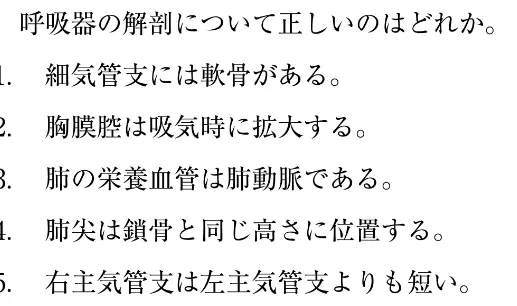 呼吸器の解剖について正しいのはどれか。
1. 細気管支には軟骨がある。
2. 胸膜腔は吸気時に拡大する。
3. 肺の栄養血管は肺動脈である。
4. 肺尖は鎖骨と同じ高さに位置する。
5. 右主気管支は左主気管支よりも短い。